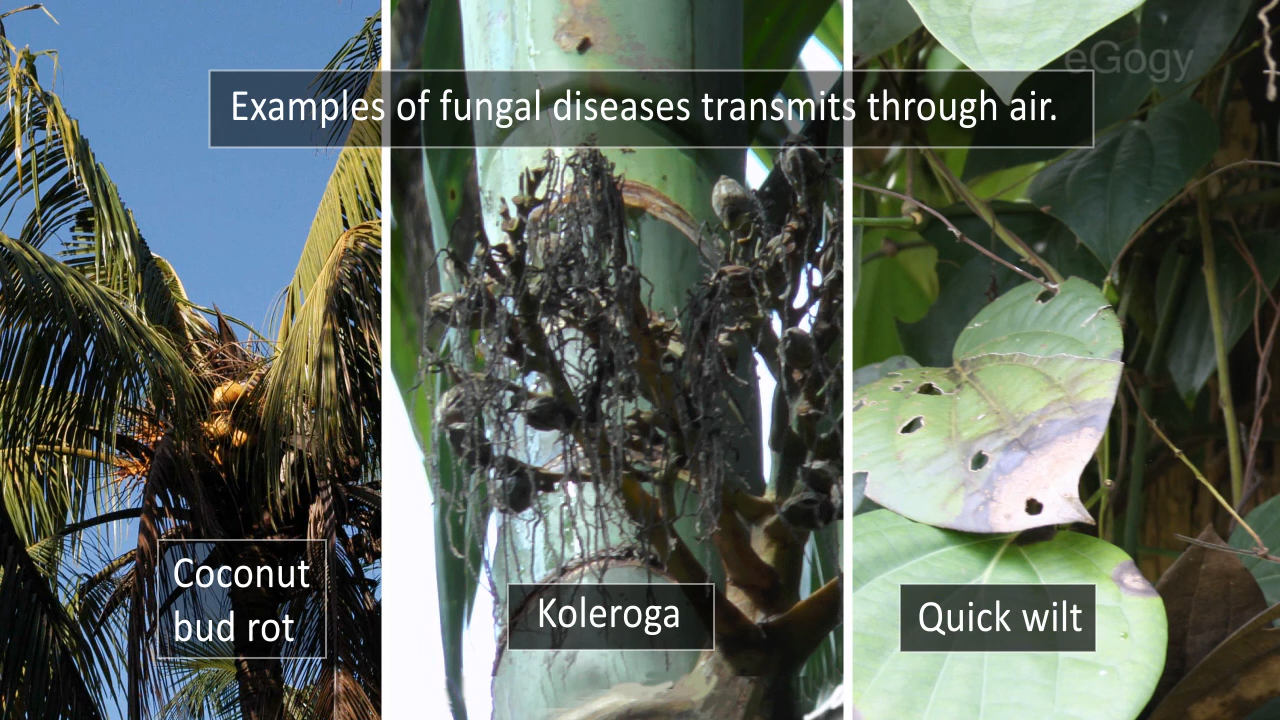 eGogy
Examples of fungal diseases transmits through air.
Coconut
bud rot
Koleroga
Quick wilt